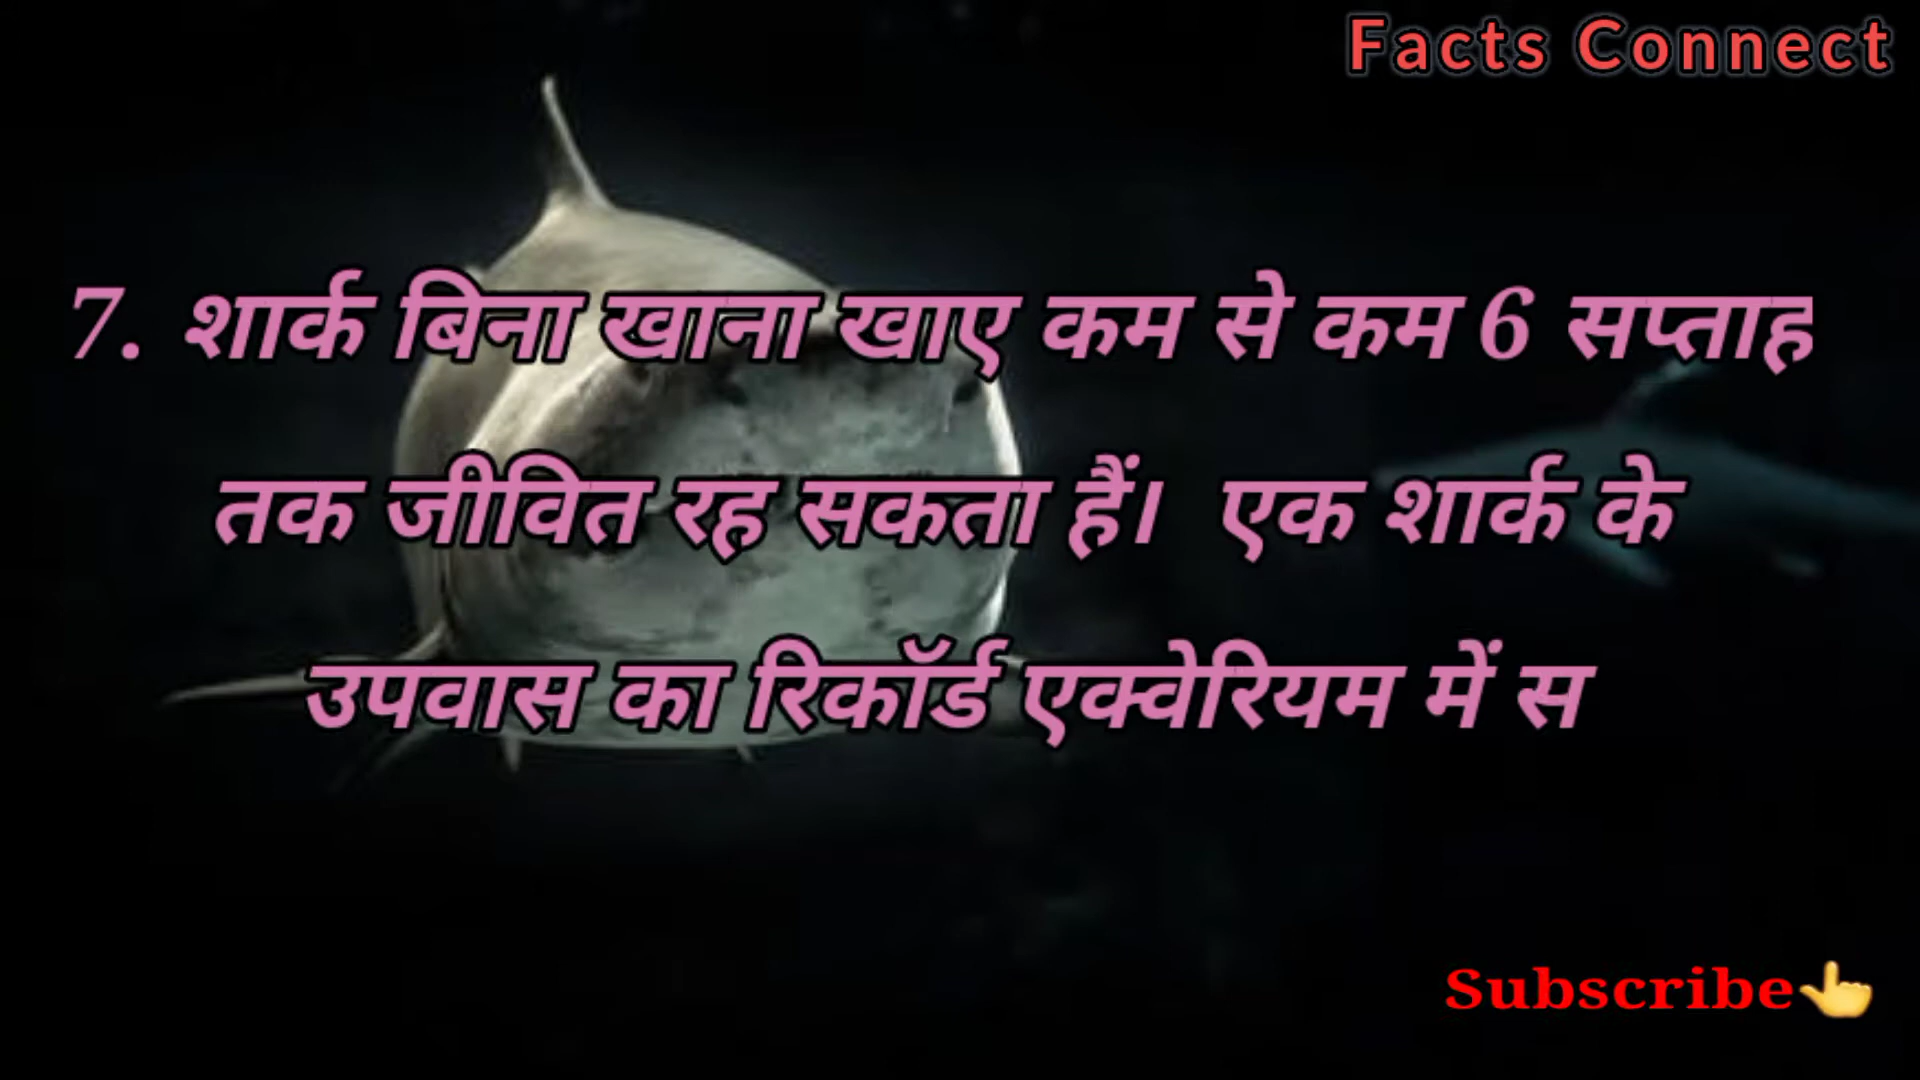 Facts Connect
7. शार्क बिना खाना खाए कम से कम 6 सप्ताह
तक जीवित रह सकता हैं। एक शार्क के
उपवास का रिकॉर्ड एक्वेरियम में स
Subscribe👆